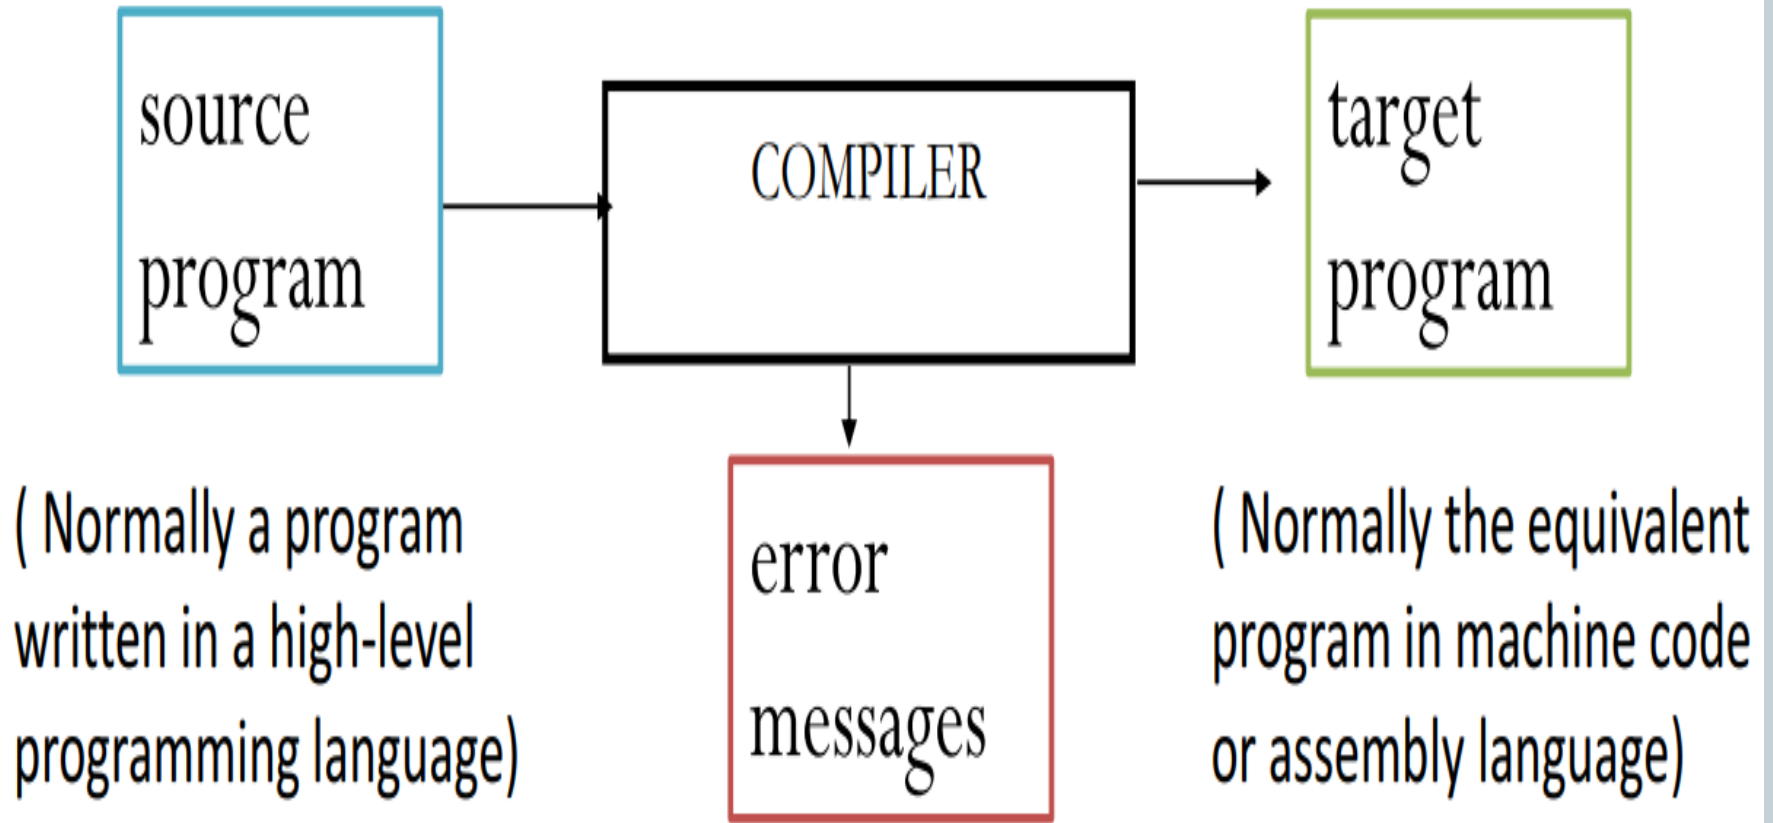 source
program
COMPILER
target
program
error
messages
( Normally a program
written in a high-level
programming language)
( Normally the equivalent
program in machine code
or assembly language)